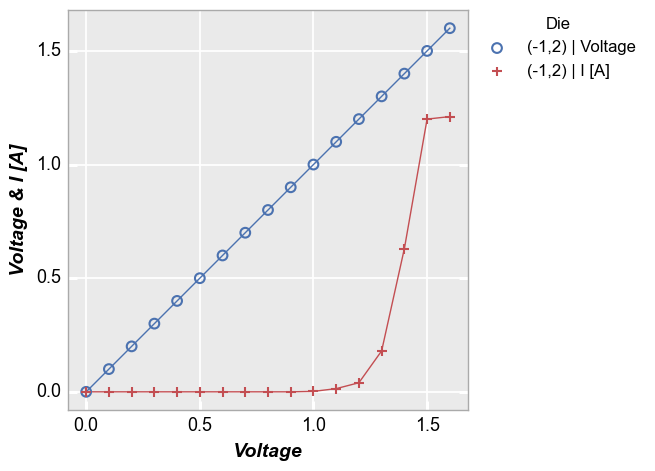 Die
(-1,2) | Voltage
(-1,2) | I [A]
1.5
1.0
0.5
0.0
Voltage & I [A]
0.0 0.5 1.0 1.5
Voltage